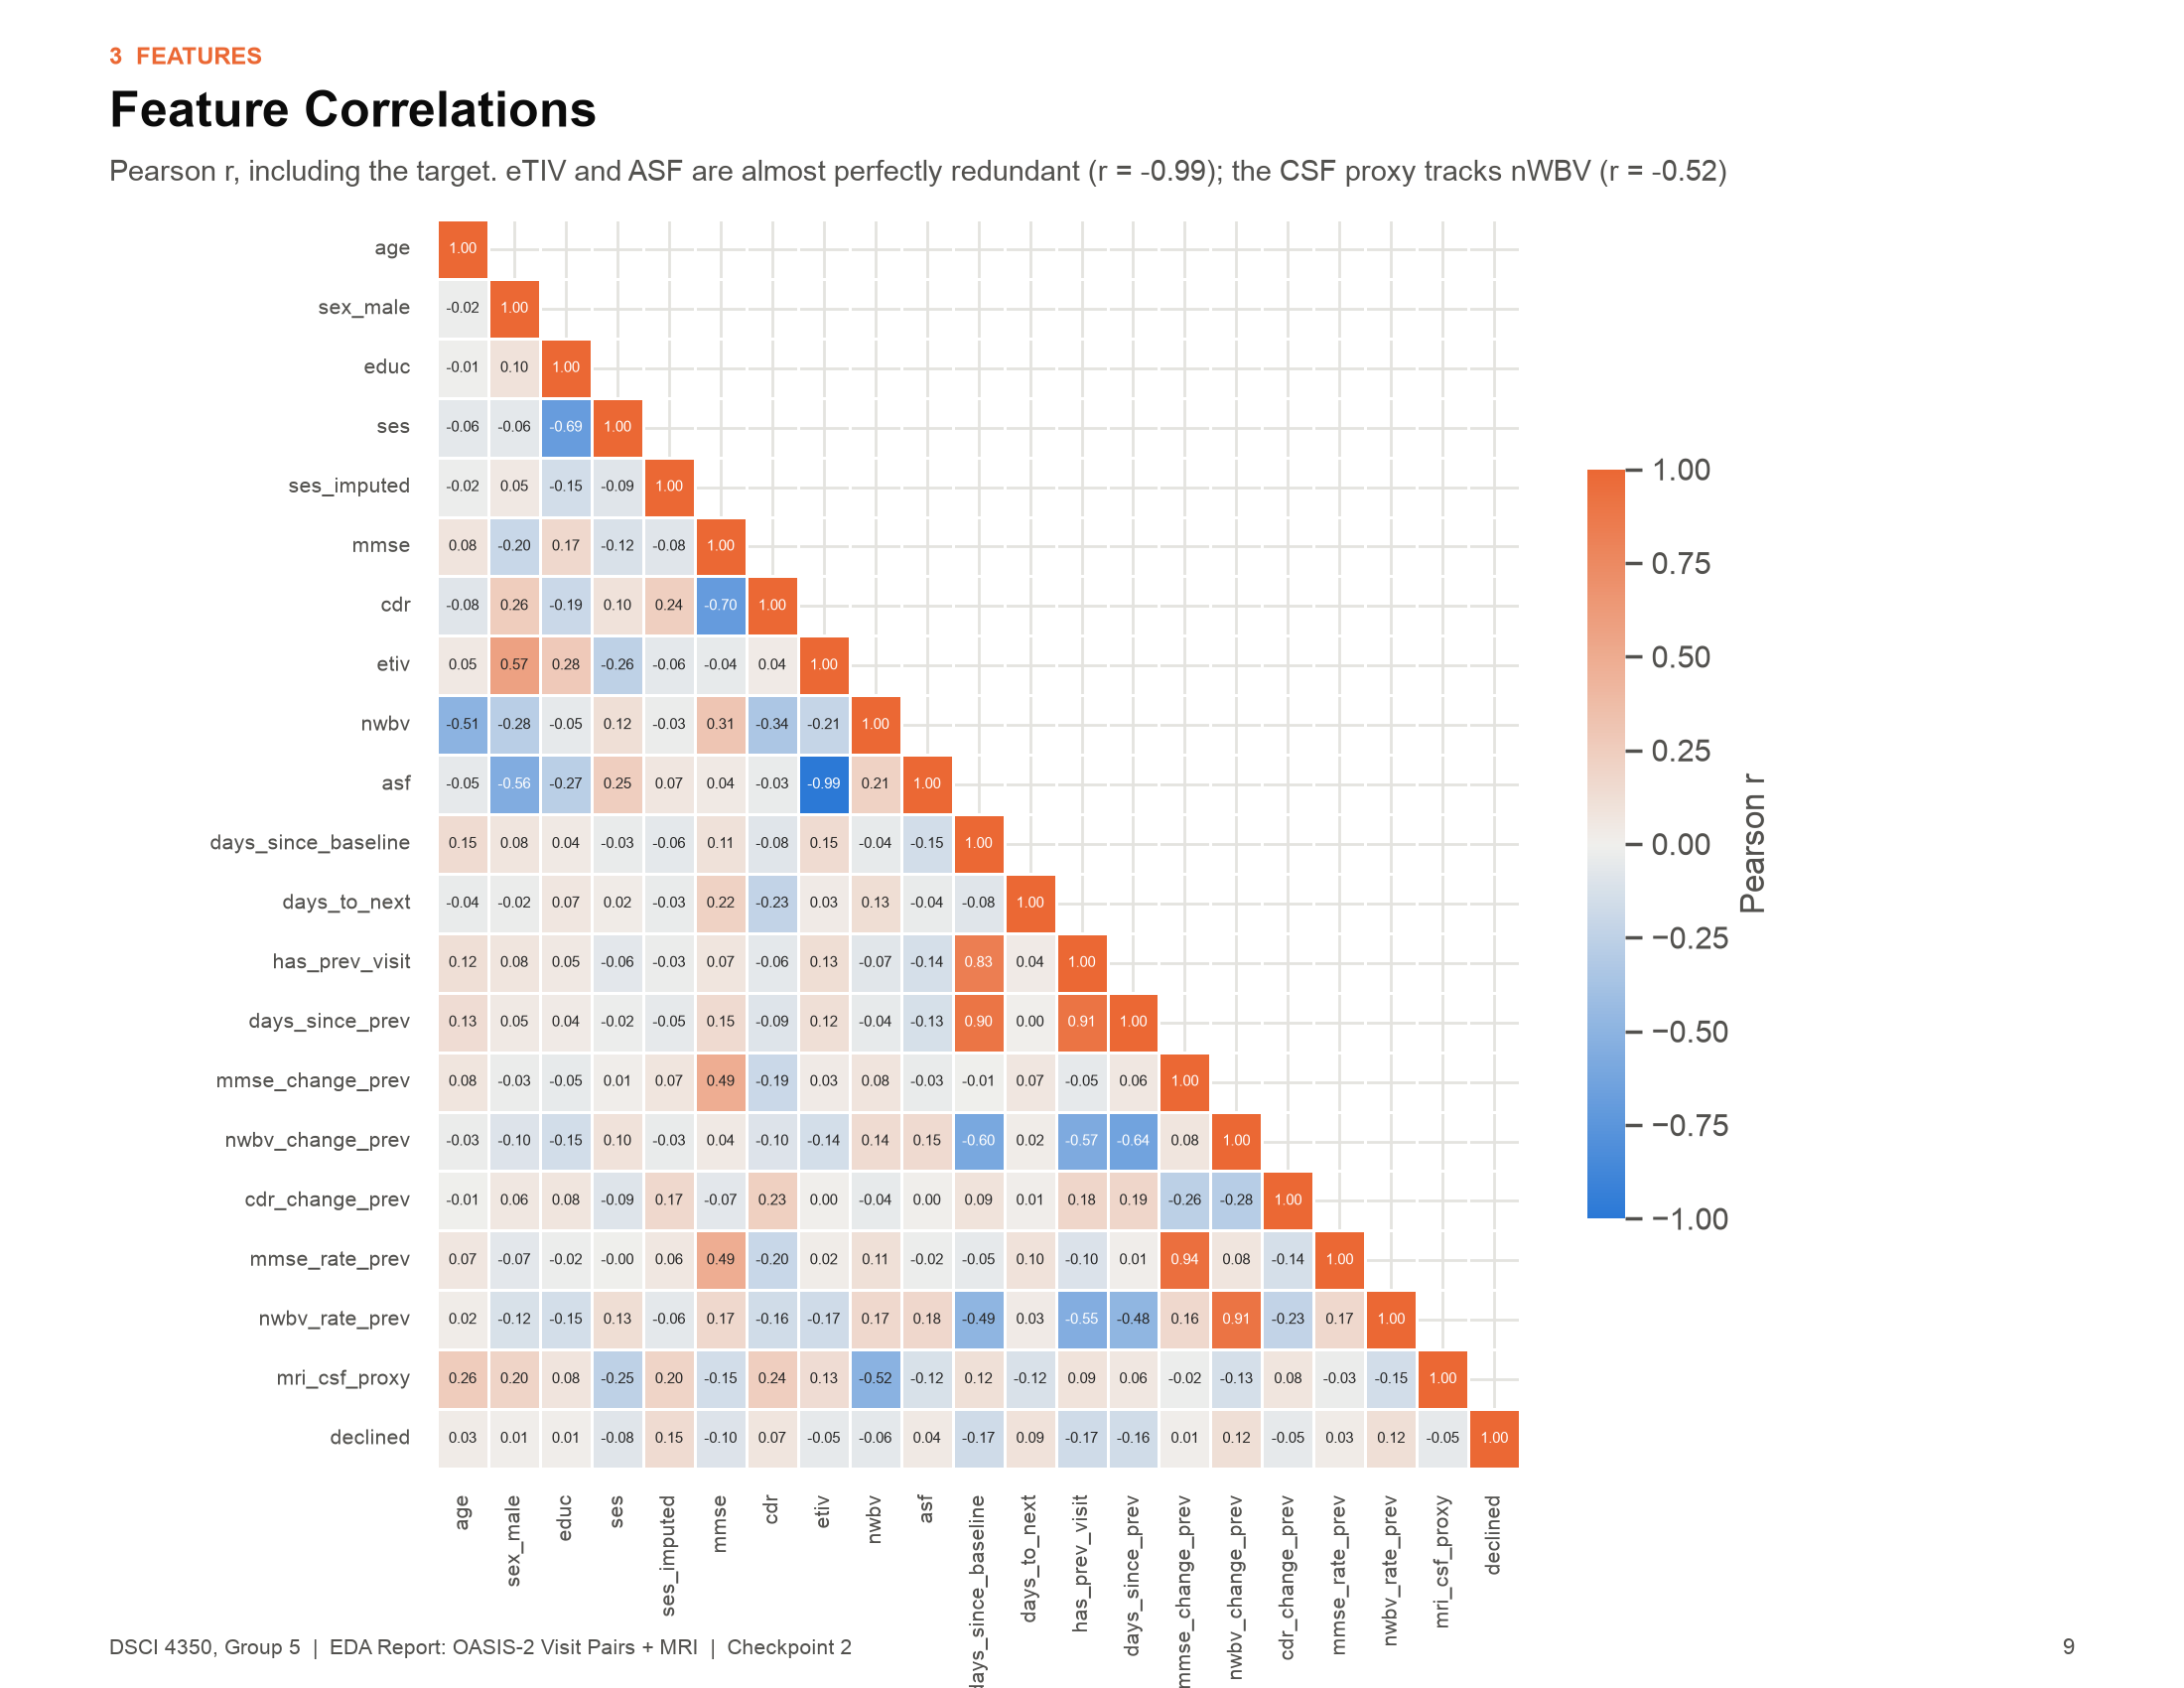 3 FEATURES
Feature Correlations
Pearson r, including the target. eTIV and ASF are almost perfectly redundant (r = -0.99); the CSF proxy tracks nWBV (r = -0.52)
age 1.00
sex_male -0.02 1.00
educ -0.01 0.10 1.00
ses -0.06 -0.06 -0.69 1.00
ses_imputed -0.02 0.05 -0.15 -0.09 1.00
mmse 0.08 -0.20 0.17 -0.12 -0.08 1.00
cdr -0.08 0.26 -0.19 0.10 0.24 -0.70 1.00
etiv 0.05 0.57 0.28 -0.26 -0.06 -0.04 0.04 1.00
nwbv -0.51 -0.28 -0.05 0.12 -0.03 0.31 -0.34 -0.21 1.00
asf -0.05 -0.56 -0.27 0.25 0.07 0.04 -0.03 -0.99 0.21 1.00
days_since_baseline 0.15 0.08 0.04 -0.03 -0.06 0.11 -0.08 0.15 -0.04 -0.15 1.00
days_to_next -0.04 -0.02 0.07 0.02 -0.03 0.22 -0.23 0.03 0.13 -0.04 -0.08 1.00
has_prev_visit 0.12 0.08 0.05 -0.06 -0.03 0.07 -0.06 0.13 -0.07 -0.14 0.83 0.04 1.00
days_since_prev 0.13 0.05 0.04 -0.02 -0.05 0.15 -0.09 0.12 -0.04 -0.13 0.90 0.00 0.91 1.00
mmse_change_prev 0.08 -0.03 -0.05 0.01 0.07 0.49 -0.19 0.03 0.08 -0.03 -0.01 0.07 -0.05 0.06 1.00
nwbv_change_prev -0.03 -0.10 -0.15 0.10 -0.03 0.04 -0.10 -0.14 0.14 0.15 -0.60 0.02 -0.57 -0.64 0.08 1.00
cdr_change_prev -0.01 0.06 0.08 -0.09 0.17 -0.07 0.23 0.00 -0.04 0.00 0.09 0.01 0.18 0.19 -0.26 -0.28 1.00
mmse_rate_prev 0.07 -0.07 -0.02 -0.00 0.06 0.49 -0.20 0.02 0.11 -0.02 -0.05 0.10 -0.10 0.01 0.94 0.08 -0.14 1.00
nwbv_rate_prev 0.02 -0.12 -0.15 0.13 -0.06 0.17 -0.16 -0.17 0.17 0.18 -0.49 0.03 -0.55 -0.48 0.16 0.91 -0.23 0.17 1.00
mri_csf_proxy 0.26 0.20 0.08 -0.25 0.20 -0.15 0.24 0.13 -0.52 -0.12 0.12 -0.12 0.09 0.06 -0.02 -0.13 0.08 -0.03 -0.15 1.00
declined 0.03 0.01 0.01 -0.08 0.15 -0.10 0.07 -0.05 -0.06 0.04 -0.17 0.09 -0.17 -0.16 0.01 0.12 -0.05 0.03 0.12 -0.05 1.00
age
sex_male
educ
ses
ses_imputed
mmse
cdr
etiv
nwbv
asf
days_since_baseline
days_to_next
has_prev_visit
days_since_prev
mmse_change_prev
nwbv_change_prev
cdr_change_prev
mmse_rate_prev
nwbv_rate_prev
mri_csf_proxy
declined
1.00
0.75
0.50
0.25
0.00
−0.25
−0.50
−0.75
−1.00
Pearson r
DSCI 4350, Group 5 | EDA Report: OASIS-2 Visit Pairs + MRI | Checkpoint 2
9